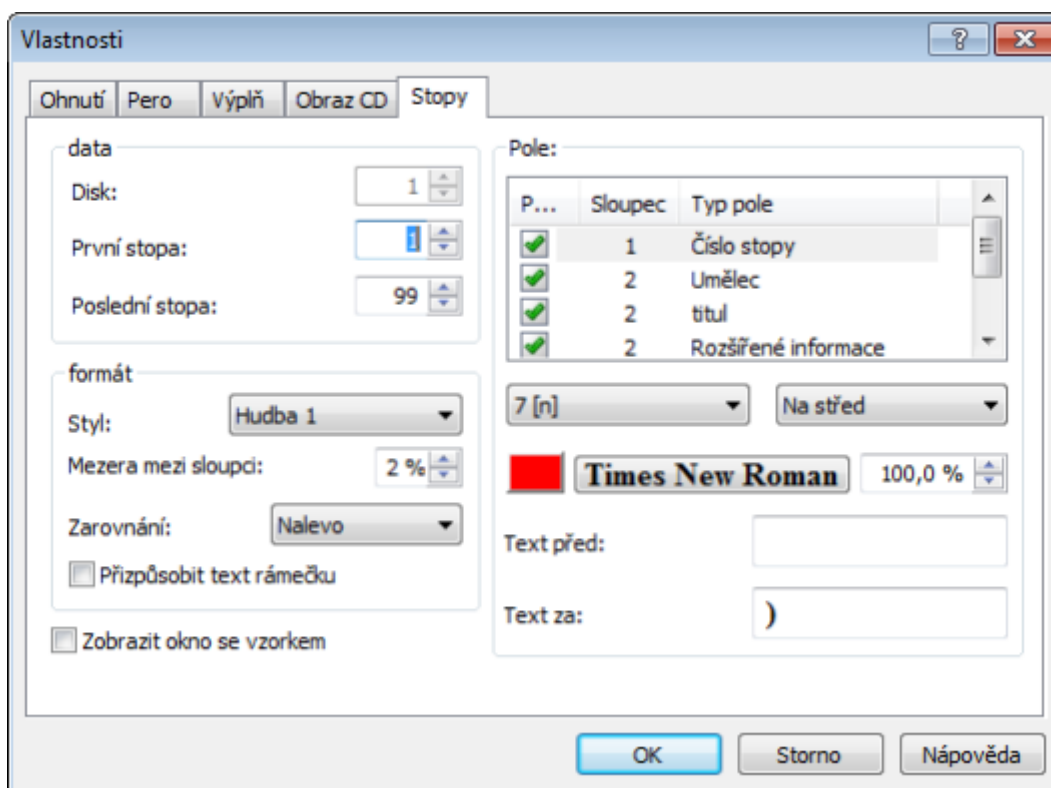 Vlastnosti
Ohnutí Pero Výplň Obraz CD Stopy
data
Disk: 1
První stopa: 1
Poslední stopa: 99
formát
Styl: Hudba 1
Mezera mezi sloupci: 2 %
Zarovnání: Nalevo
Přizpůsobit text rámečku
Zobrazit okno se vzorkem
Pole:
P... Sloupec Typ pole
1 Číslo stopy
2 Umělec
2 titul
2 Rozšířené informace
7 [n] Na střed
Times New Roman 100,0 %
Text před:
Text za: )
OK Storno Nápověda